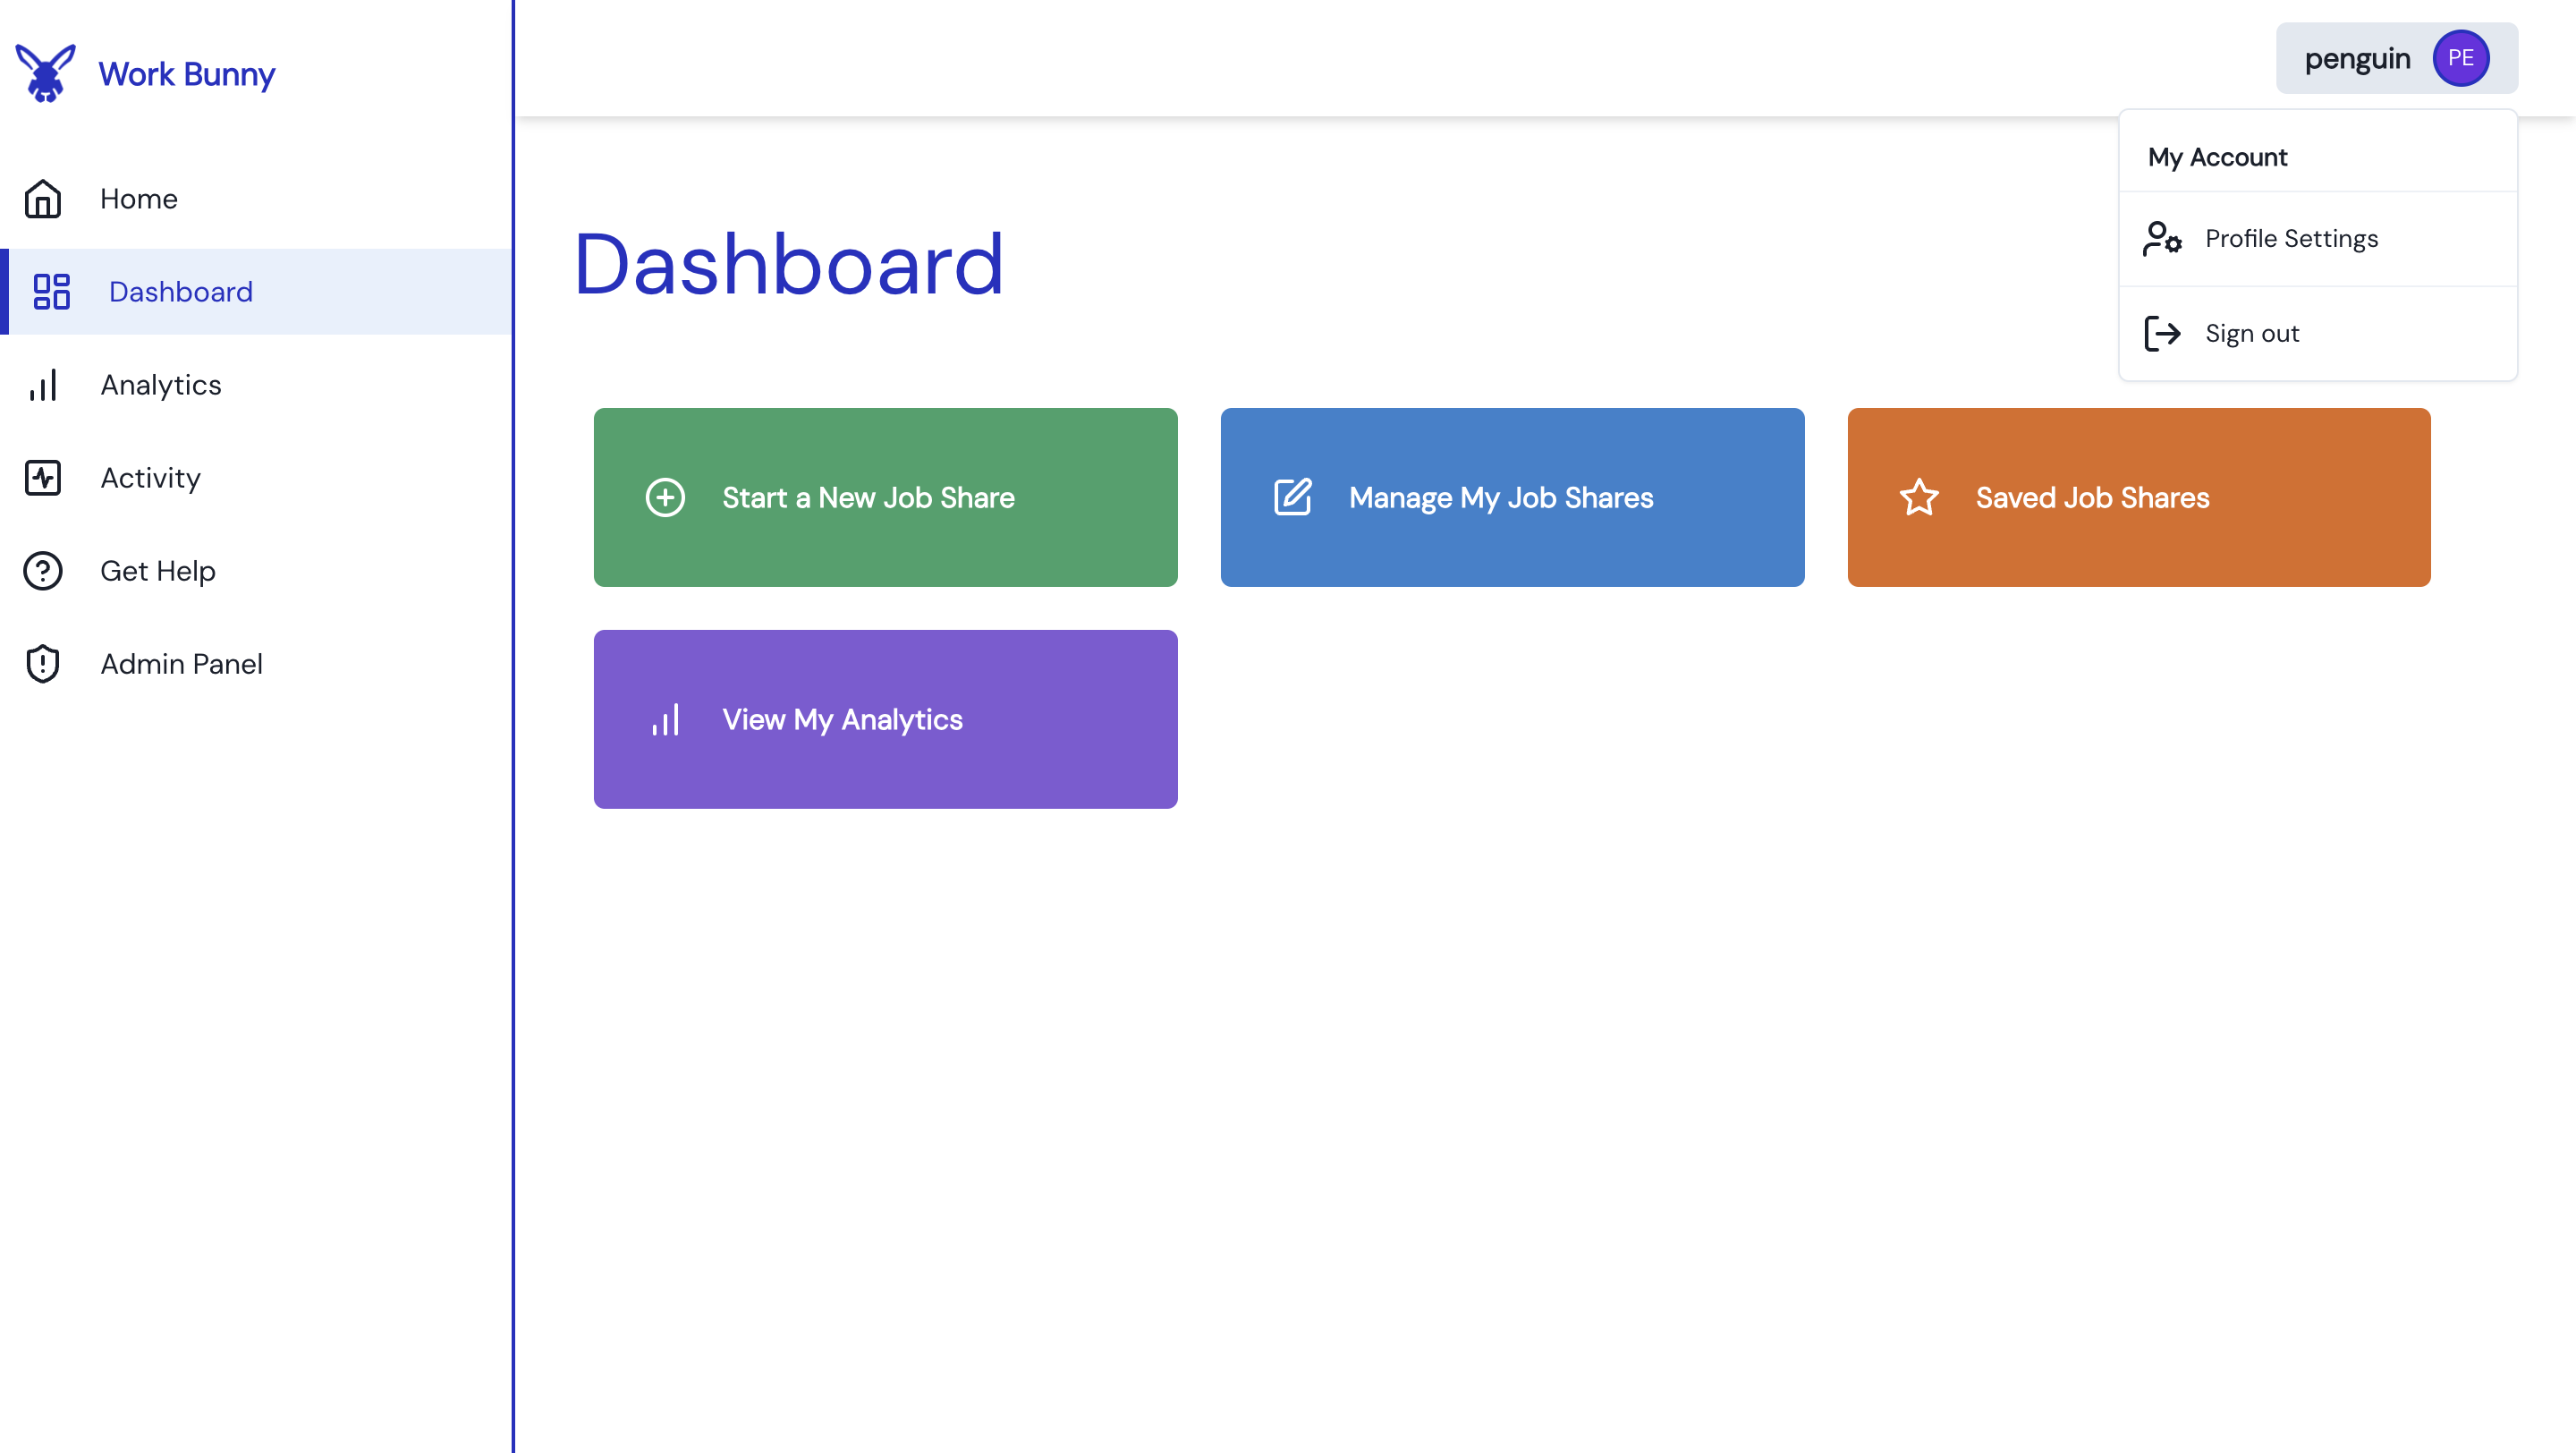 Work Bunny
Home
Dashboard
Analytics
Activity
Get Help
Admin Panel
penguin
PE
My Account
Profile Settings
Sign out
Dashboard
Start a New Job Share
Manage My Job Shares
Saved Job Shares
View My Analytics